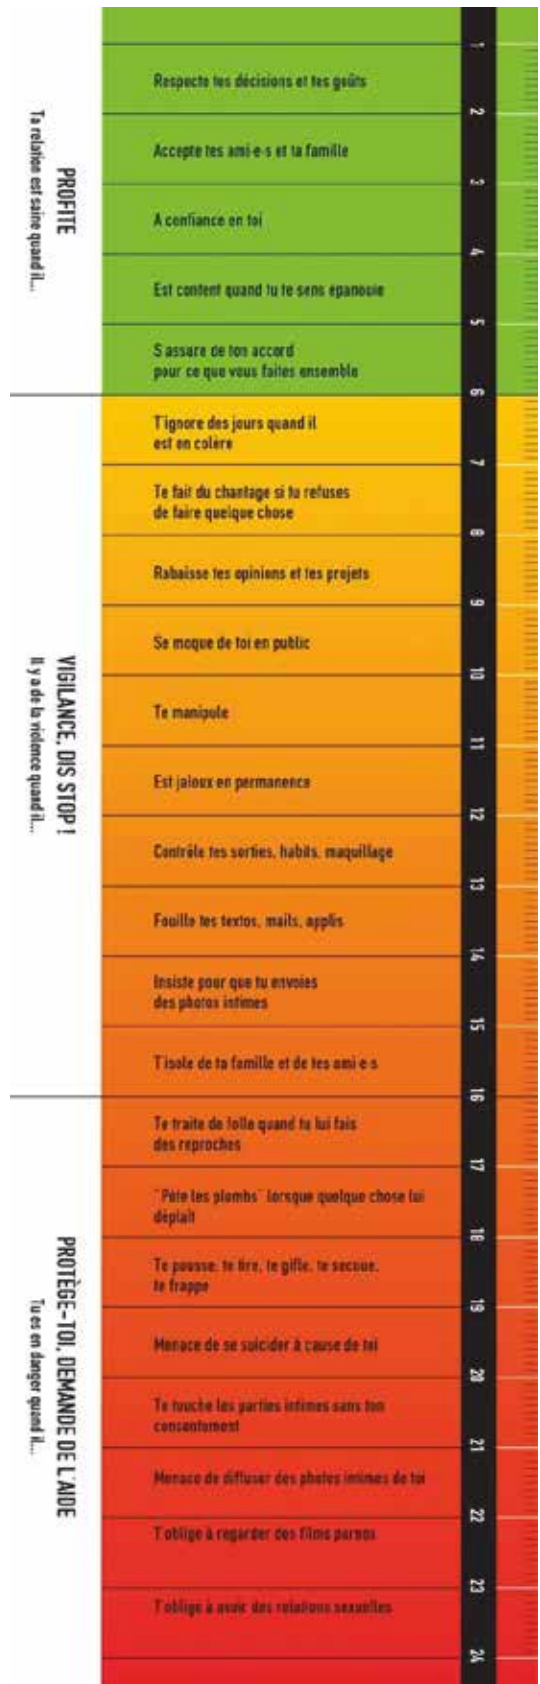 PROFITE
Ta relation est saine quand il...
1
Respecte tes décisions et tes goûts
2
Accepte tes ami·e·s et ta famille
3
A confiance en toi
4
Est content quand tu te sens épanouie
5
S'assure de ton accord
pour ce que vous faites ensemble
6
VIGILANCE, DIS STOP !
Il y a de la violence quand il...
T'ignore des jours quand il
est en colère
7
Te fait du chantage si tu refuses
de faire quelque chose
8
Rabaisse tes opinions et tes projets
9
Se moque de toi en public
10
Te manipule
11
Est jaloux en permanence
12
Contrôle tes sorties, habits, maquillage
13
Fouille tes textos, mails, applis
14
Insiste pour que tu envoies
des photos intimes
15
T'isole de ta famille et de tes ami·e·s
16
PROTÈGE-TOI, DEMANDE DE L'AIDE
Tu es en danger quand il...
Te traite de folle quand tu lui fais
des reproches
17
"Pète les plombs" lorsque quelque chose lui
déplaît
18
Te pousse, te tire, te gifle, te secoue,
te frappe
19
Menace de se suicider à cause de toi
20
Te touche les parties intimes sans ton
consentement
21
Menace de diffuser des photos intimes de toi
22
T'oblige à regarder des films pornos
23
T'oblige à avoir des relations sexuelles
24